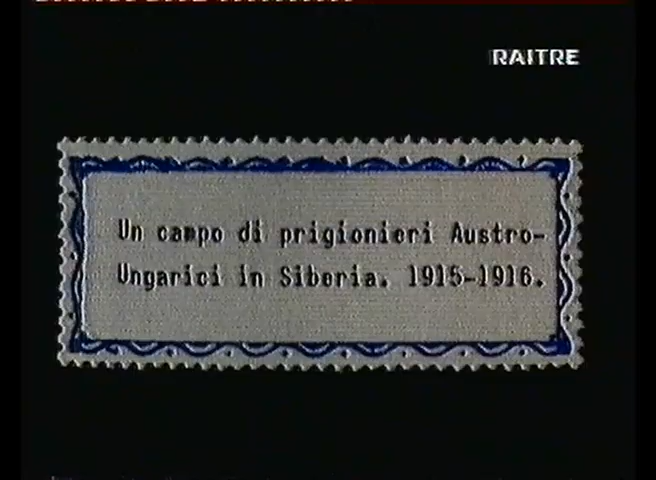 RAITRE
Un campo di prigionieri Austro-
Ungarici in Siberia. 1915-1916.